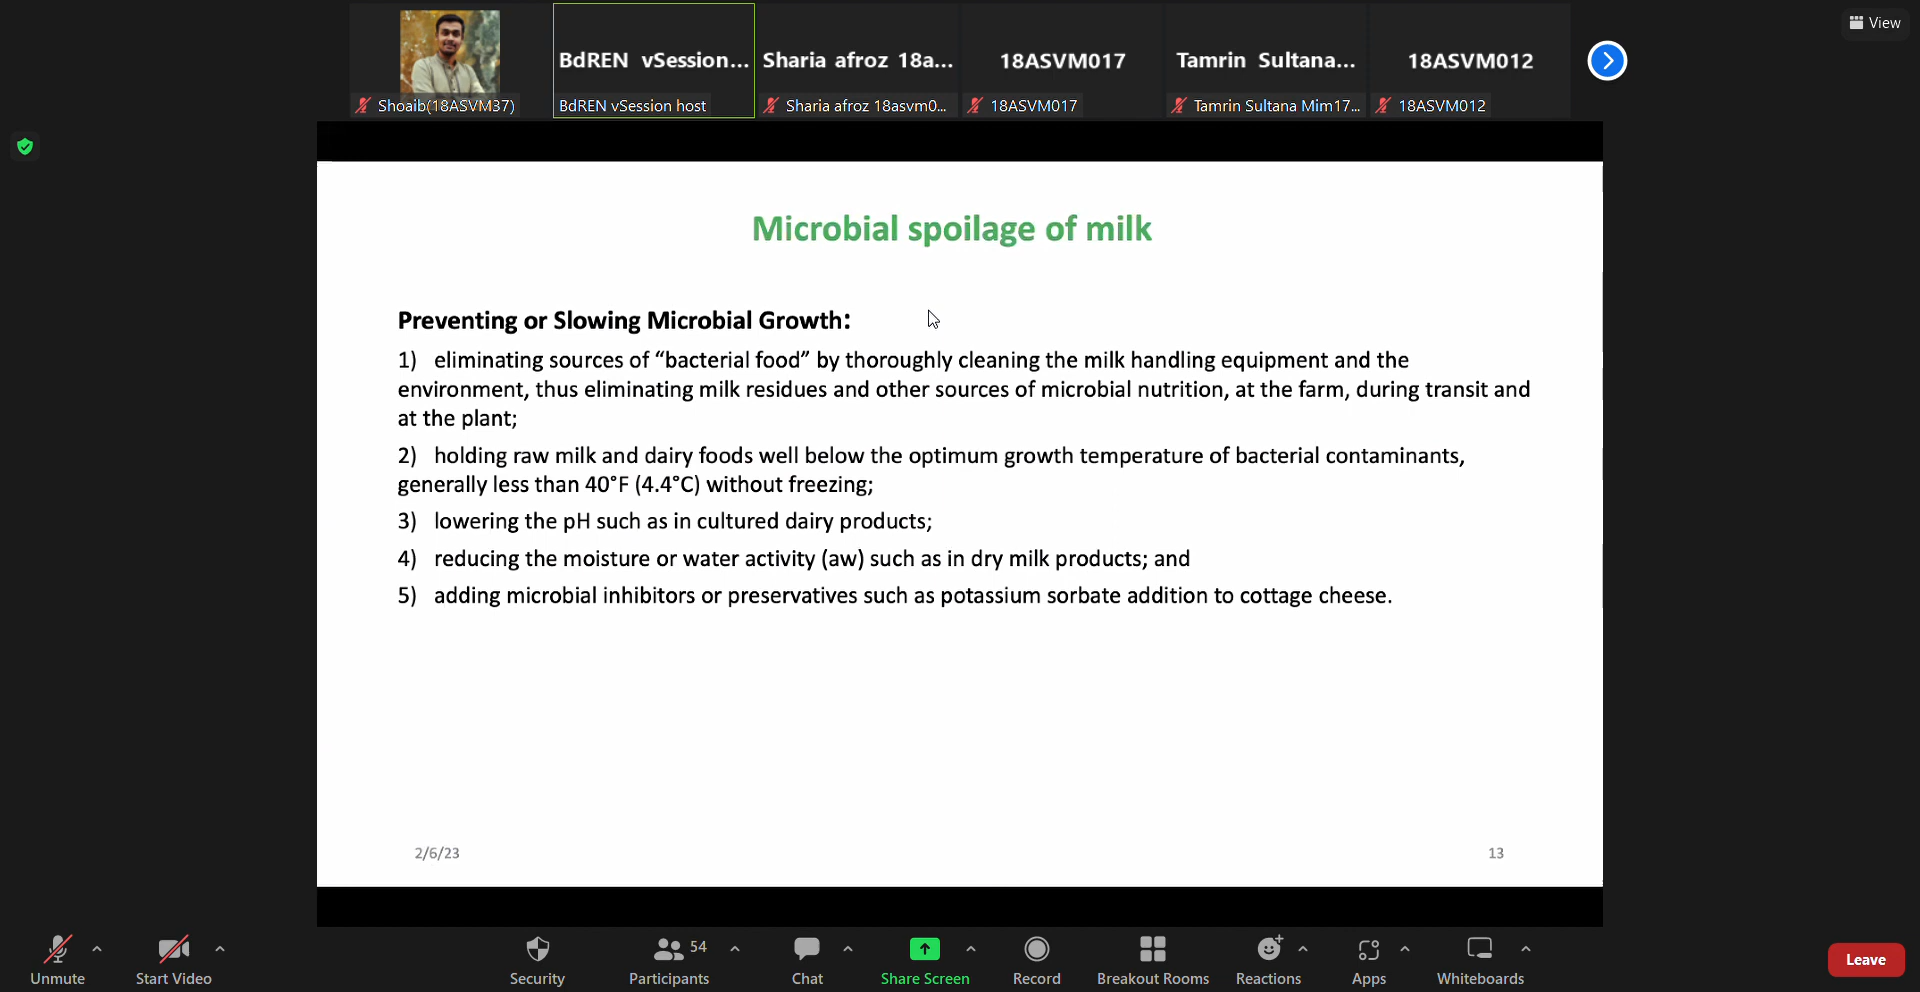 View
BdREN vSession...
Sharia afroz 18a...
18ASVM017
Tamrin Sultana...
18ASVM012
Shoaib(18ASVM37)
BdREN vSession host
Sharia afroz 18asvm0...
18ASVM017
Tamrin Sultana Mim17...
18ASVM012
Microbial spoilage of milk
Preventing or Slowing Microbial Growth:
1) eliminating sources of “bacterial food” by thoroughly cleaning the milk handling equipment and the
environment, thus eliminating milk residues and other sources of microbial nutrition, at the farm, during transit and
at the plant;
2) holding raw milk and dairy foods well below the optimum growth temperature of bacterial contaminants,
generally less than 40°F (4.4°C) without freezing;
3) lowering the pH such as in cultured dairy products;
4) reducing the moisture or water activity (aw) such as in dry milk products; and
5) adding microbial inhibitors or preservatives such as potassium sorbate addition to cottage cheese.
2/6/23
13
54
Unmute
Start Video
Security
Participants
Chat
Share Screen
Record
Breakout Rooms
Reactions
Apps
Whiteboards
Leave